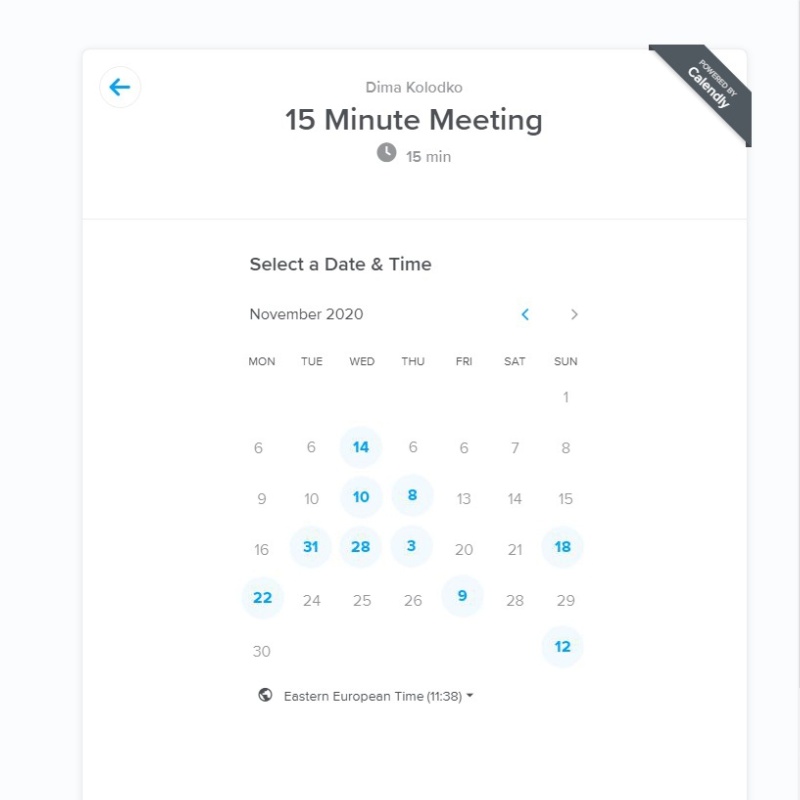 POWERED BY
Calendly
Dima Kolodko
15 Minute Meeting
15 min
Select a Date & Time
November 2020
MON TUE WED THU FRI SAT SUN
1
6 6 14 6 6 7 8
9 10 10 8 13 14 15
16 31 28 3 20 21 18
22 24 25 26 9 28 29
30 12
Eastern European Time (11:38)